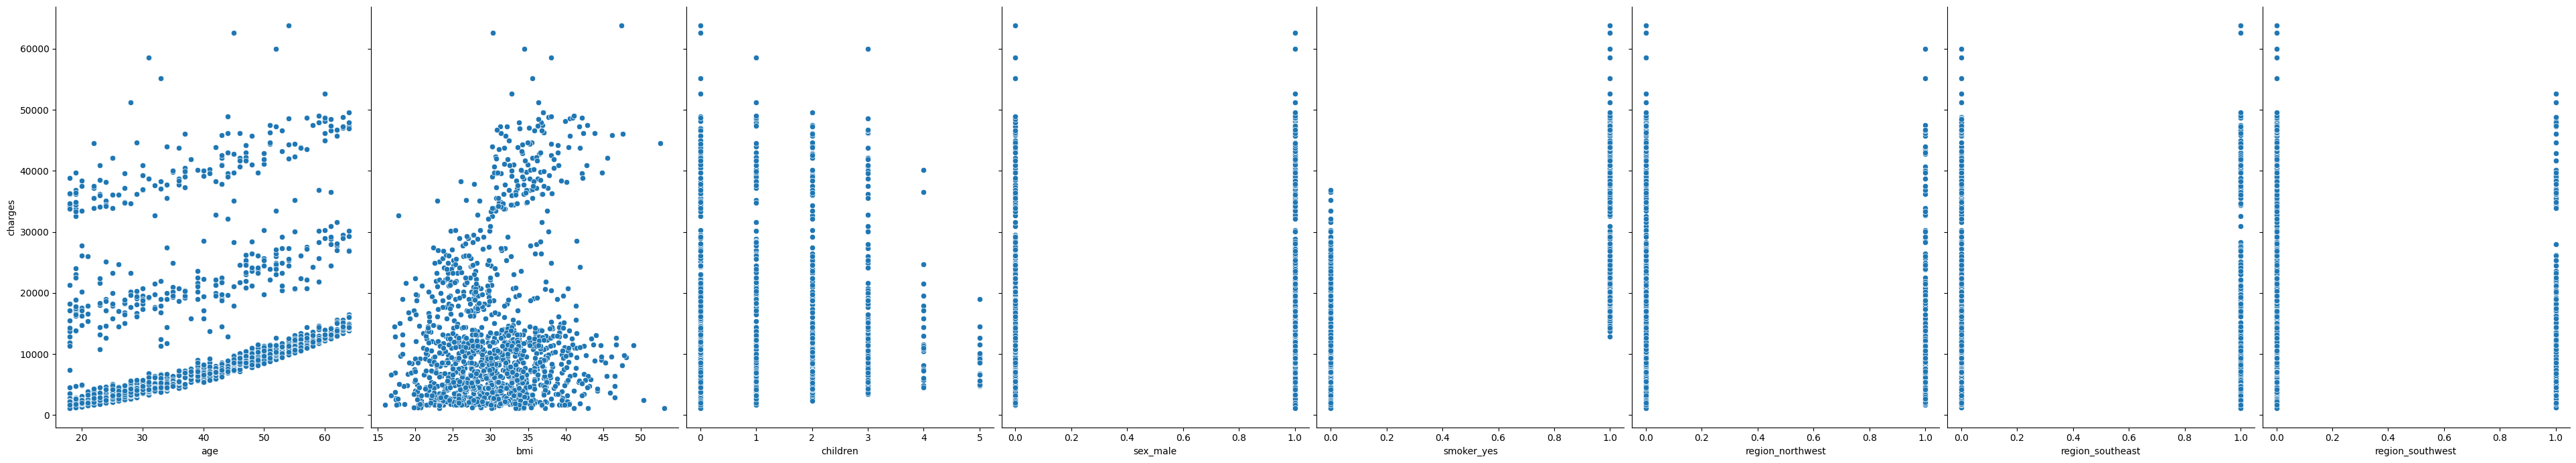 charges
60000
50000
40000
30000
20000
10000
0
20 30 40 50 60
15 20 25 30 35 40 45 50
0 1 2 3 4 5
0.0 0.2 0.4 0.6 0.8 1.0
0.0 0.2 0.4 0.6 0.8 1.0
0.0 0.2 0.4 0.6 0.8 1.0
0.0 0.2 0.4 0.6 0.8 1.0
0.0 0.2 0.4 0.6 0.8 1.0
age
bmi
children
sex_male
smoker_yes
region_northwest
region_southeast
region_southwest